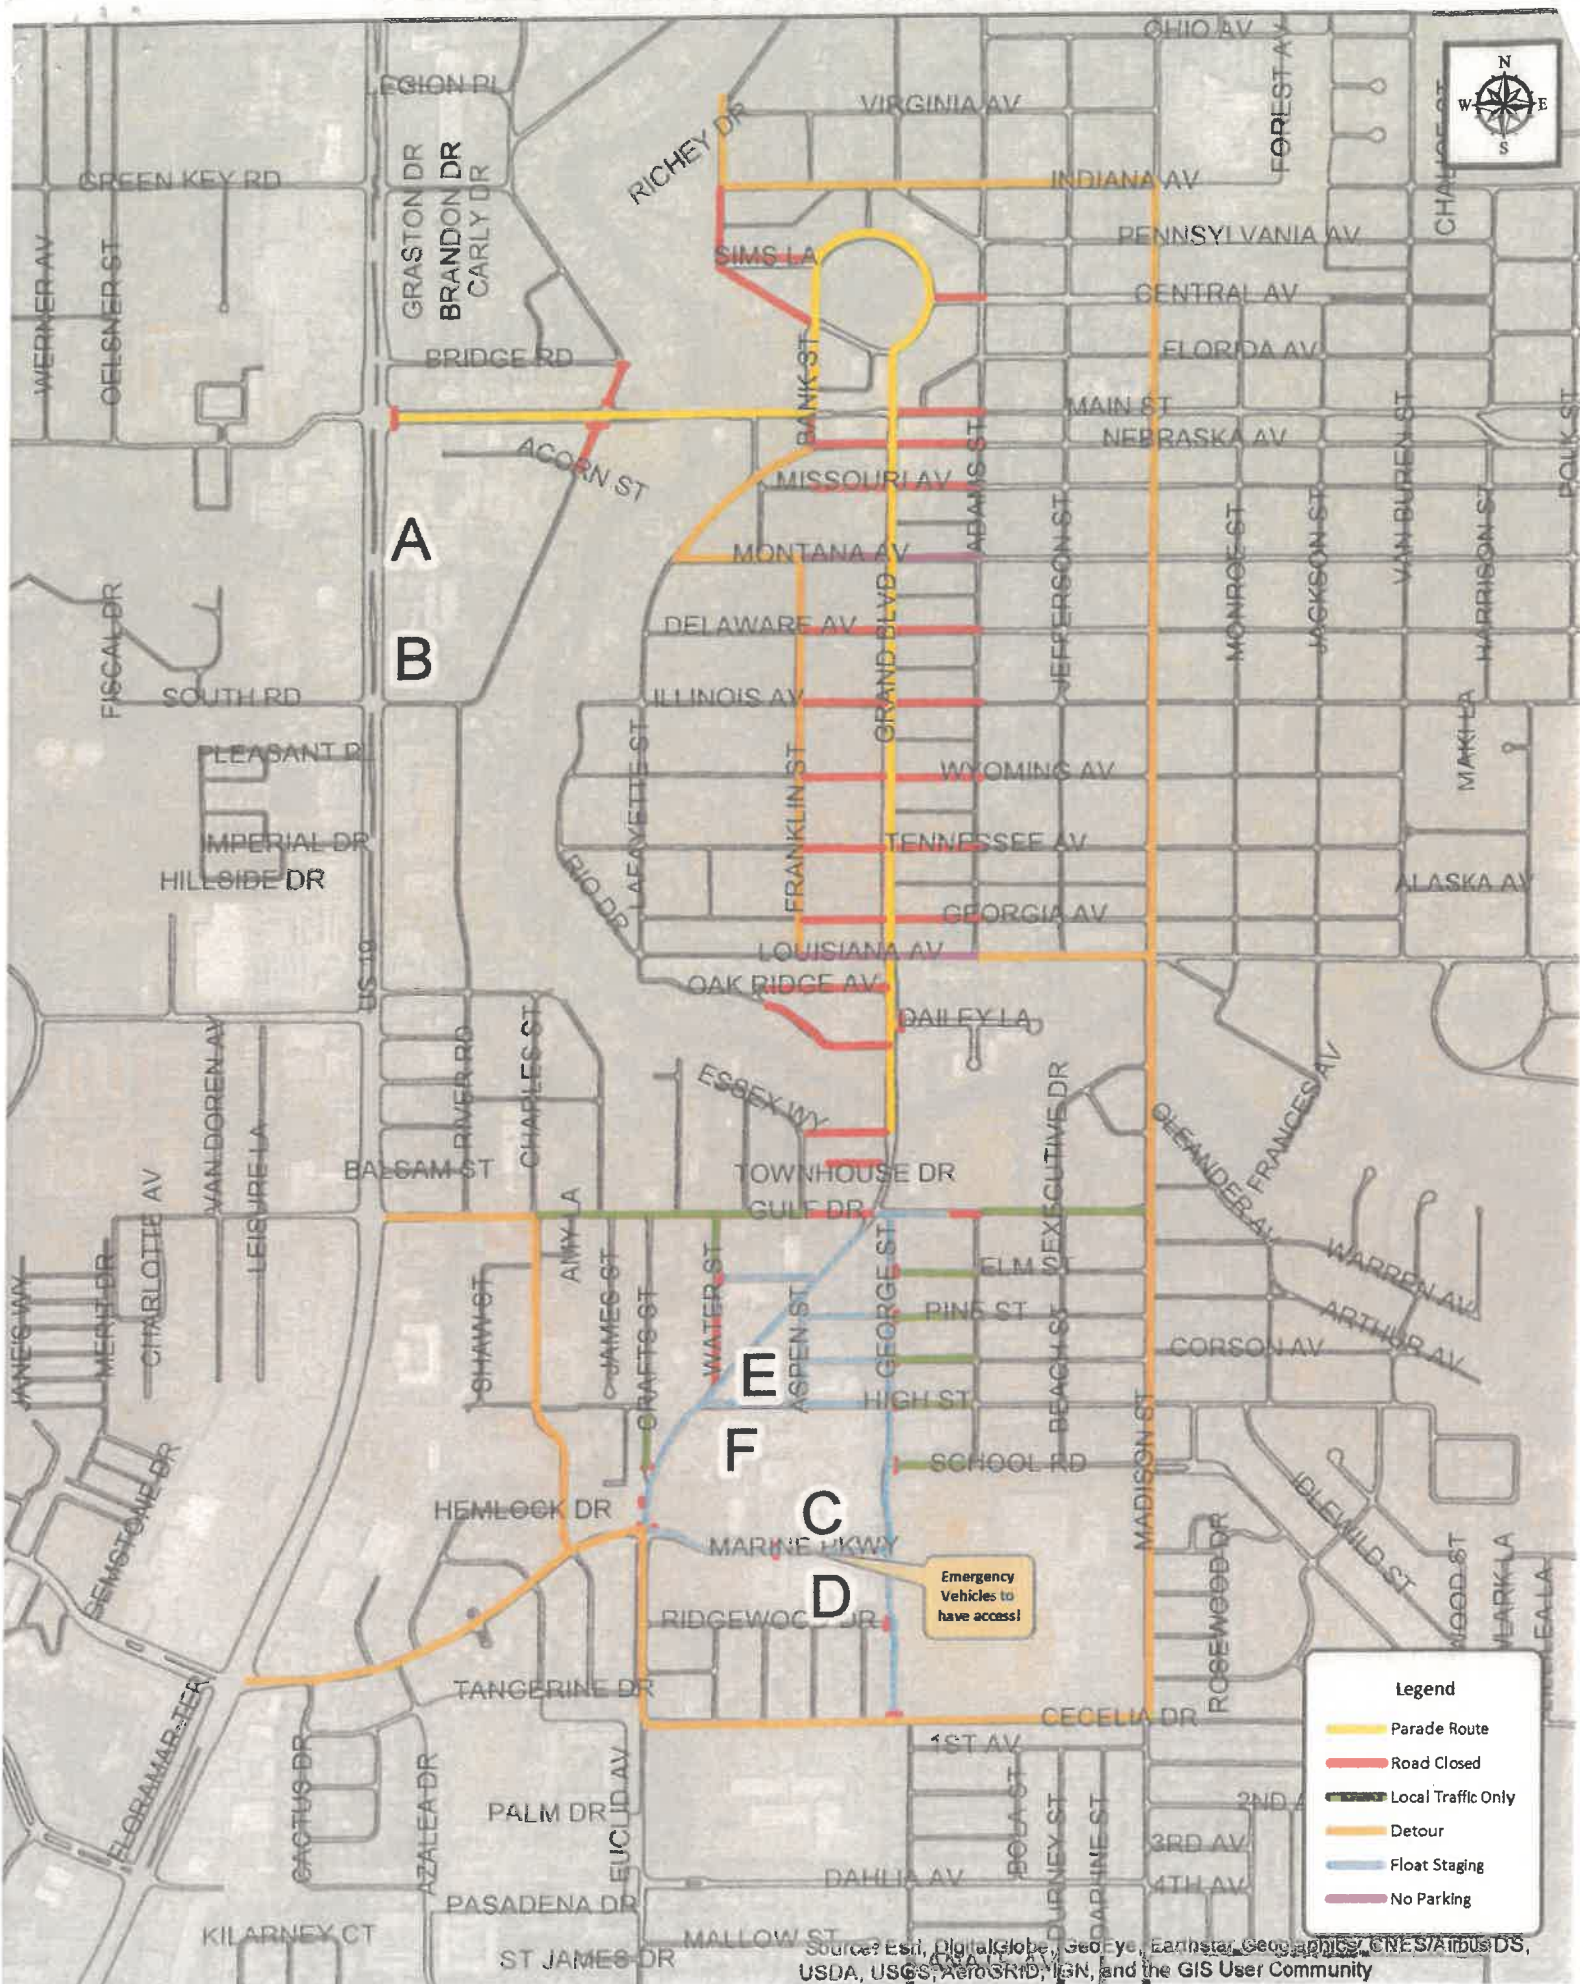 OHIO AV
LEGION PL
VIRGINIA AV
FOREST AV
CHALICE ST
N
W
E
S
RICHEY DR
GREEN KEY RD
GRASTON DR
BRANDON DR
CARLY DR
INDIANA AV
PENNSYLVANIA AV
SIMS LA
CENTRAL AV
WERNER AV
OELSNER ST
BRIDGE RD
FLORIDA AV
BANK ST
MAIN ST
NEBRASKA AV
ACORN ST
MISSOURI AV
ADAMS ST
VAN BUREN ST
POLK ST
A
MONTANA AV
JEFFERSON ST
MONROE ST
JACKSON ST
HARRISON ST
FISCAL DR
B
DELAWARE AV
GRAND BLVD
SOUTH RD
ILLINOIS AV
PLEASANT
LAFAYETTE ST
FRANKLIN ST
WYOMING AV
MAKI LA
IMPERIAL DR
TENNESSEE AV
HILLSIDE DR
RIO DR
ALASKA AV
GEORGIA AV
US 19
LOUISIANA AV
OAK RIDGE AV
DAILEY LA
VAN DOREN AV
RIVER RD
CHARLES ST
ESSEX WY
EXECUTIVE DR
OLEANDER AV
FRANCES AV
LEISURE LA
BALSAM ST
TOWNHOUSE DR
CHARLOTTE AV
GULF DR
AMY LA
JANE'S WY
MERIT DR
SHAW ST
JAMES ST
CRAFTS ST
WATER ST
ASPEN ST
GEORGE ST
ELM ST
PINE ST
WARREN AV
ARTHUR AV
CORSON AV
E
HIGH ST
BEACH ST
MADISON ST
F
SCHOOL RD
GEMSTONE DR
HEMLOCK DR
C
MARINE PKWY
IDLEWILD ST
ROSEWOOD DR
WOOD ST
Emergency
Vehicles to
have access!
D
RIDGEWOOD DR
TANGERINE DR
CECELIA DR
1ST AV
FLORAMAR TER
CACTUS DR
AZALEA DR
PALM DR
EUCLID AV
DAPHNE ST
2ND A
3RD AV
4TH AV
DAHLIA AV
PASADENA DR
KILARNEY CT
ST JAMES DR
MALLOW ST
Legend
Parade Route
Road Closed
Local Traffic Only
Detour
Float Staging
No Parking
Source: Esri, DigitalGlobe, GeoEye, Earthstar Geographics, CNES/Airbus DS,
USDA, USGS, AeroGRID, IGN, and the GIS User Community